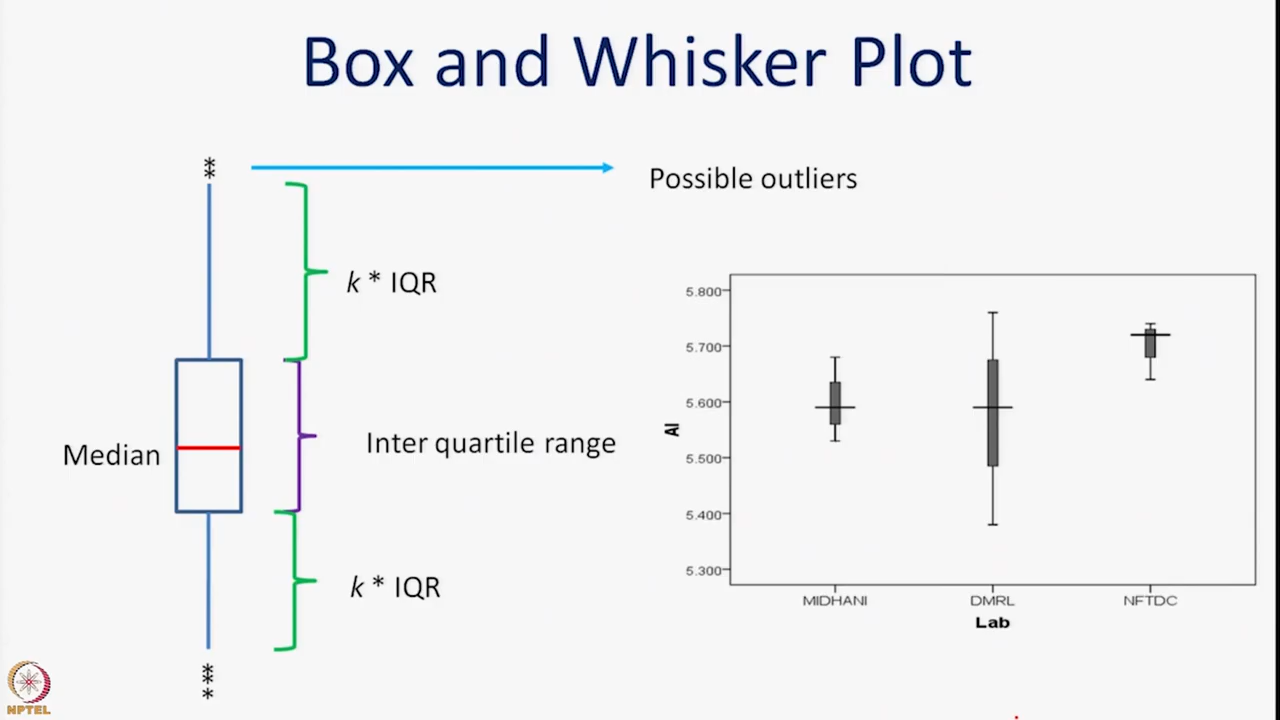 Box and Whisker Plot
Possible outliers
k * IQR
Median
Inter quartile range
k * IQR
Al
5.800
5.700
5.600
5.500
5.400
5.300
MIDHANI DMRL NFTDC
Lab
NPTEL